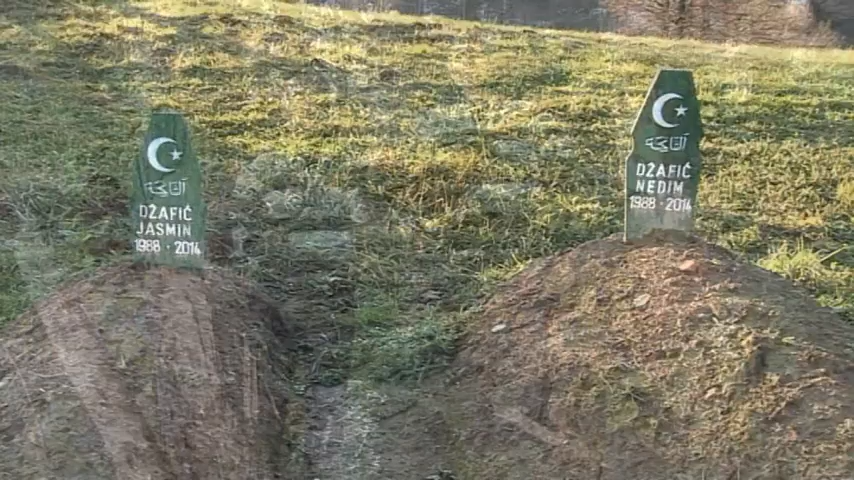 DŽAFIĆ
JASMIN
1988 • 2014
DŽAFIĆ
NEDIM
1988 • 2014